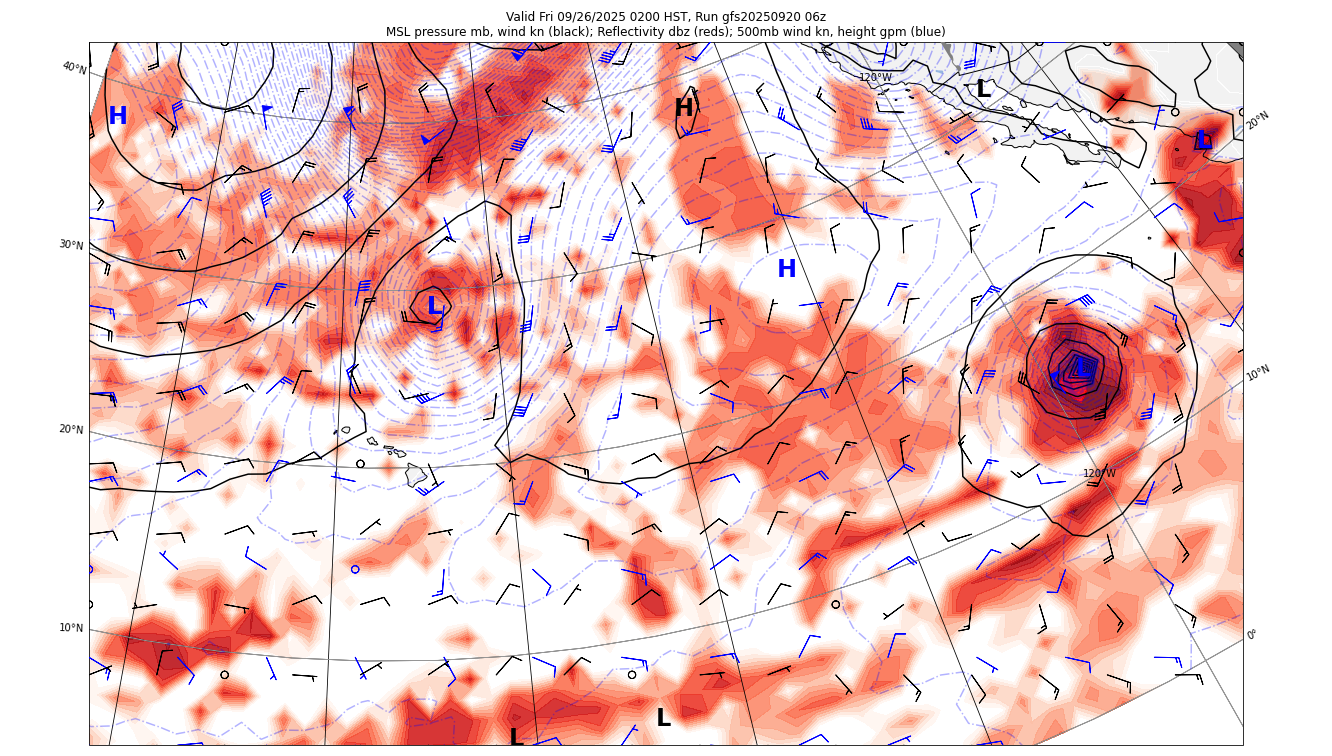 Valid Fri 09/26/2025 0200 HST, Run gfs20250920 06z
MSL pressure mb, wind kn (black); Reflectivity dbz (reds); 500mb wind kn, height gpm (blue)
40°N
120°W
L
H
H
20°N
L
30°N
H
L
L
10°N
20°N
120°W
10°N
0°
L
L